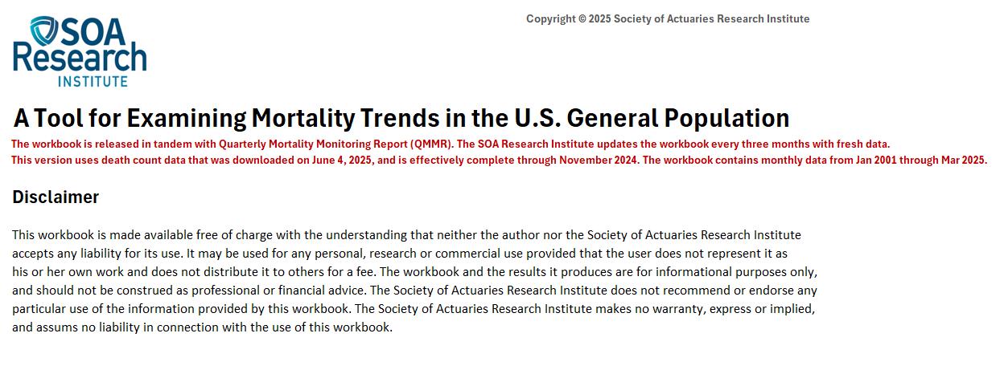 Copyright © 2025 Society of Actuaries Research Institute
SOA
Research
INSTITUTE
A Tool for Examining Mortality Trends in the U.S. General Population
The workbook is released in tandem with Quarterly Mortality Monitoring Report (QMMR). The SOA Research Institute updates the workbook every three months with fresh data.
This version uses death count data that was downloaded on June 4, 2025, and is effectively complete through November 2024. The workbook contains monthly data from Jan 2001 through Mar 2025.
Disclaimer
This workbook is made available free of charge with the understanding that neither the author nor the Society of Actuaries Research Institute
accepts any liability for its use. It may be used for any personal, research or commercial use provided that the user does not represent it as
his or her own work and does not distribute it to others for a fee. The workbook and the results it produces are for informational purposes only,
and should not be construed as professional or financial advice. The Society of Actuaries Research Institute does not recommend or endorse any
particular use of the information provided by this workbook. The Society of Actuaries Research Institute makes no warranty, express or implied,
and assumes no liability in connection with the use of this workbook.